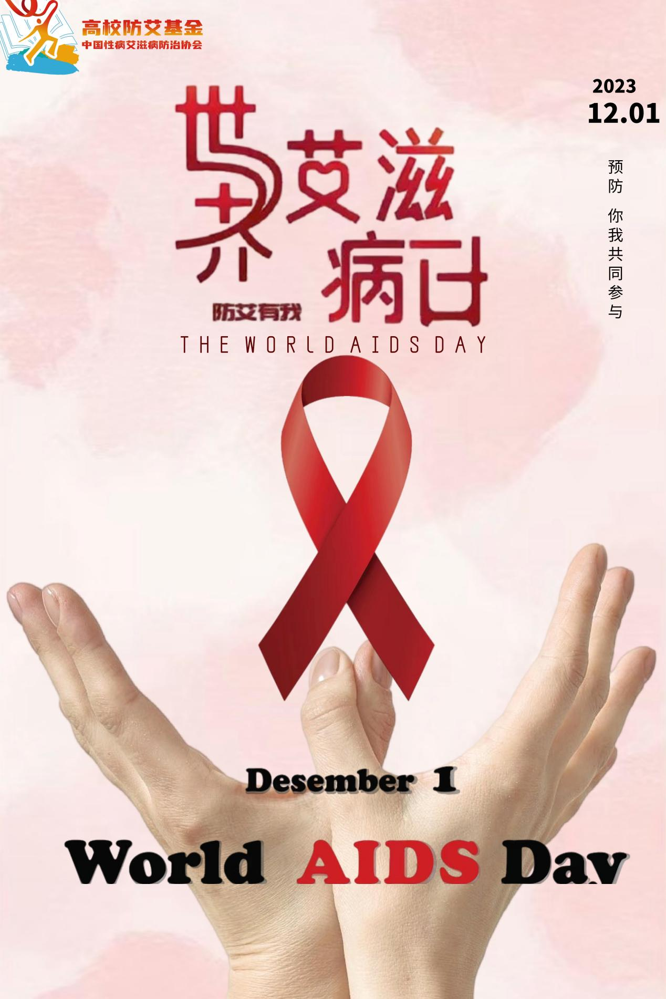 高校防艾基金
中国性病艾滋病防治协会
2023
12.01
预防 你我共同参与
世界艾滋
病日
防艾有我
THE WORLD AIDS DAY
Desember 1
World AIDS Day